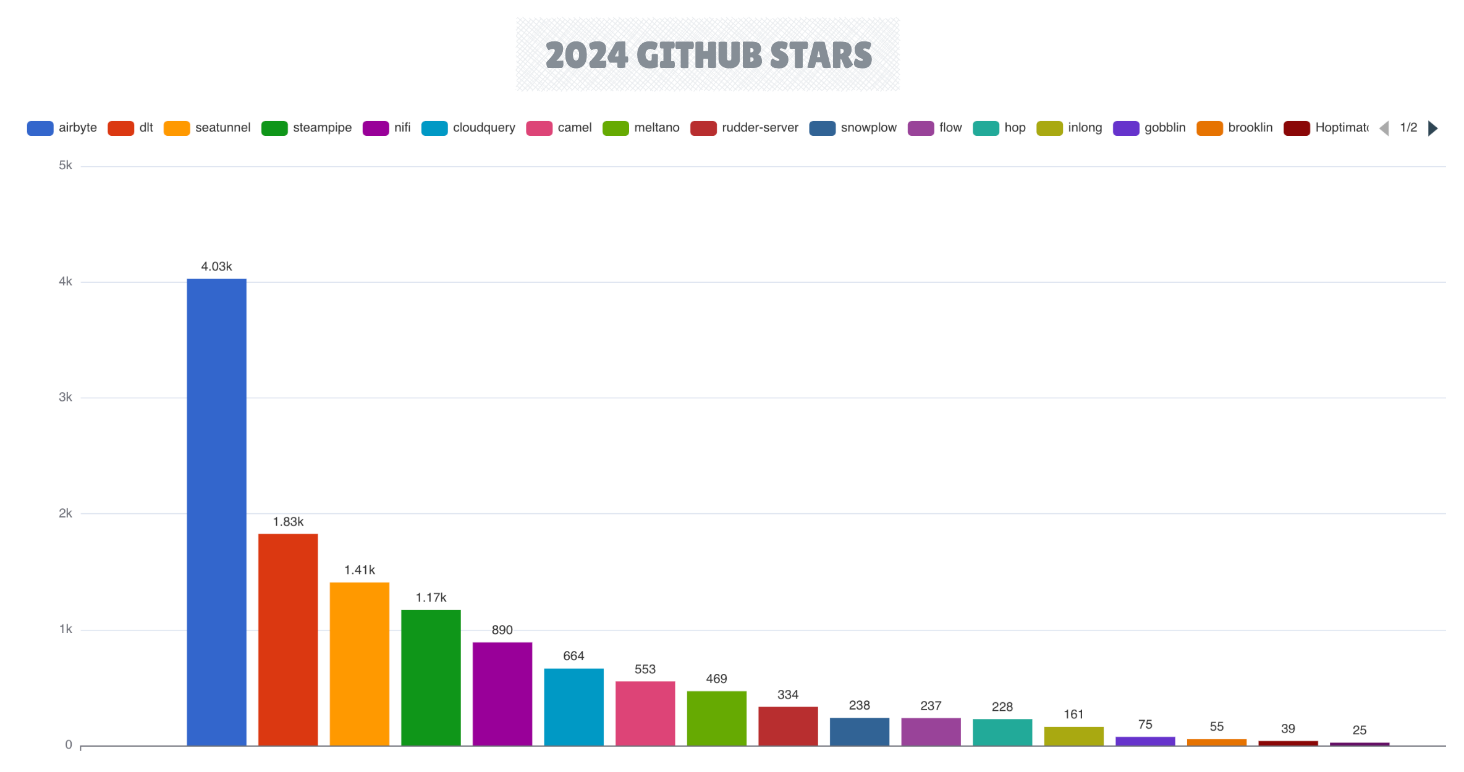 2024 GITHUB STARS
airbyte dlt seatunnel steampipe nifi cloudquery camel meltano rudder-server snowplow flow hop inlong gobblin brooklin Hoptimat 1/2
5k
4k
3k
2k
1k
0
4.03k
1.83k
1.41k
1.17k
890
664
553
469
334
238
237
228
161
75
55
39
25